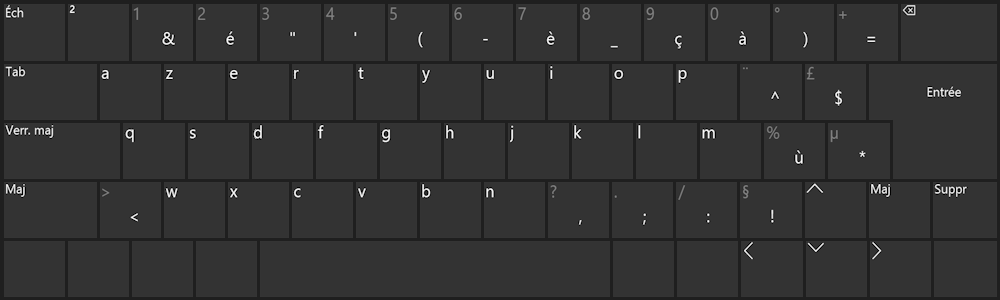 Éch ² 1 & 2 é 3 " 4 ' 5 ( 6 - 7 è 8 _ 9 ç 0 à ° ) + =
Tab a z e r t y u i o p ¨ ^ £ $ Entrée
Verr. maj q s d f g h j k l m % ù µ *
Maj > < w x c v b n ? , . ; / : § ! Maj Suppr